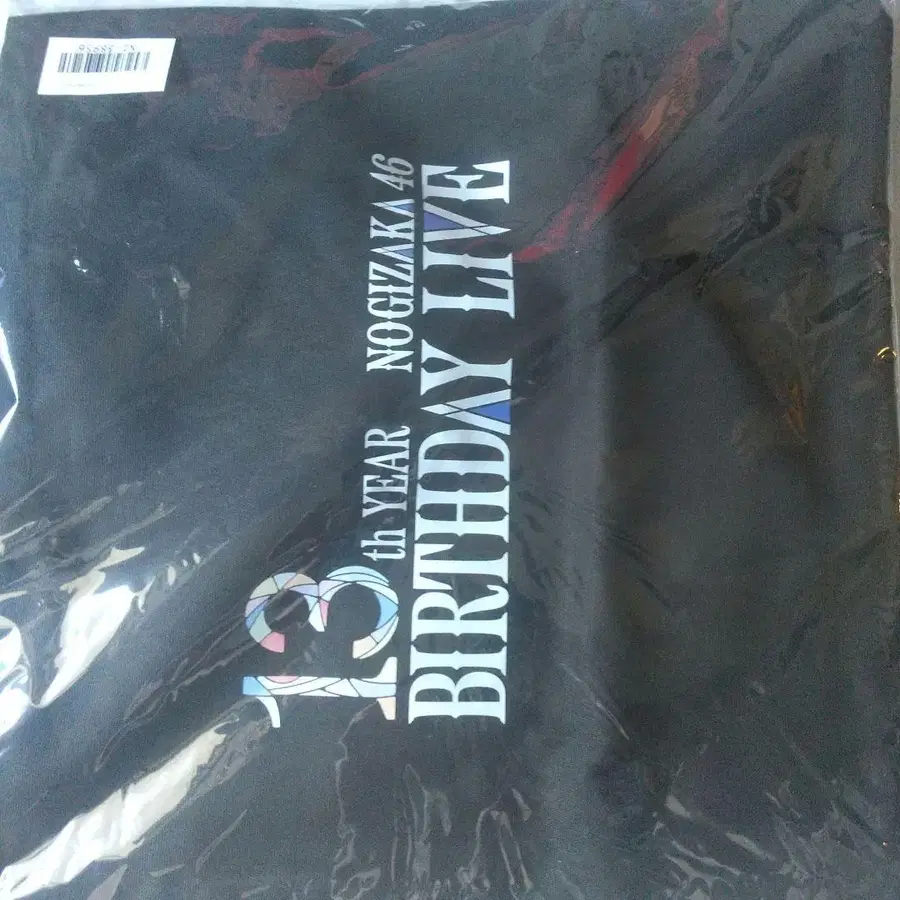 13th YEAR NOGIZAKA46
BIRTHDAY LIVE